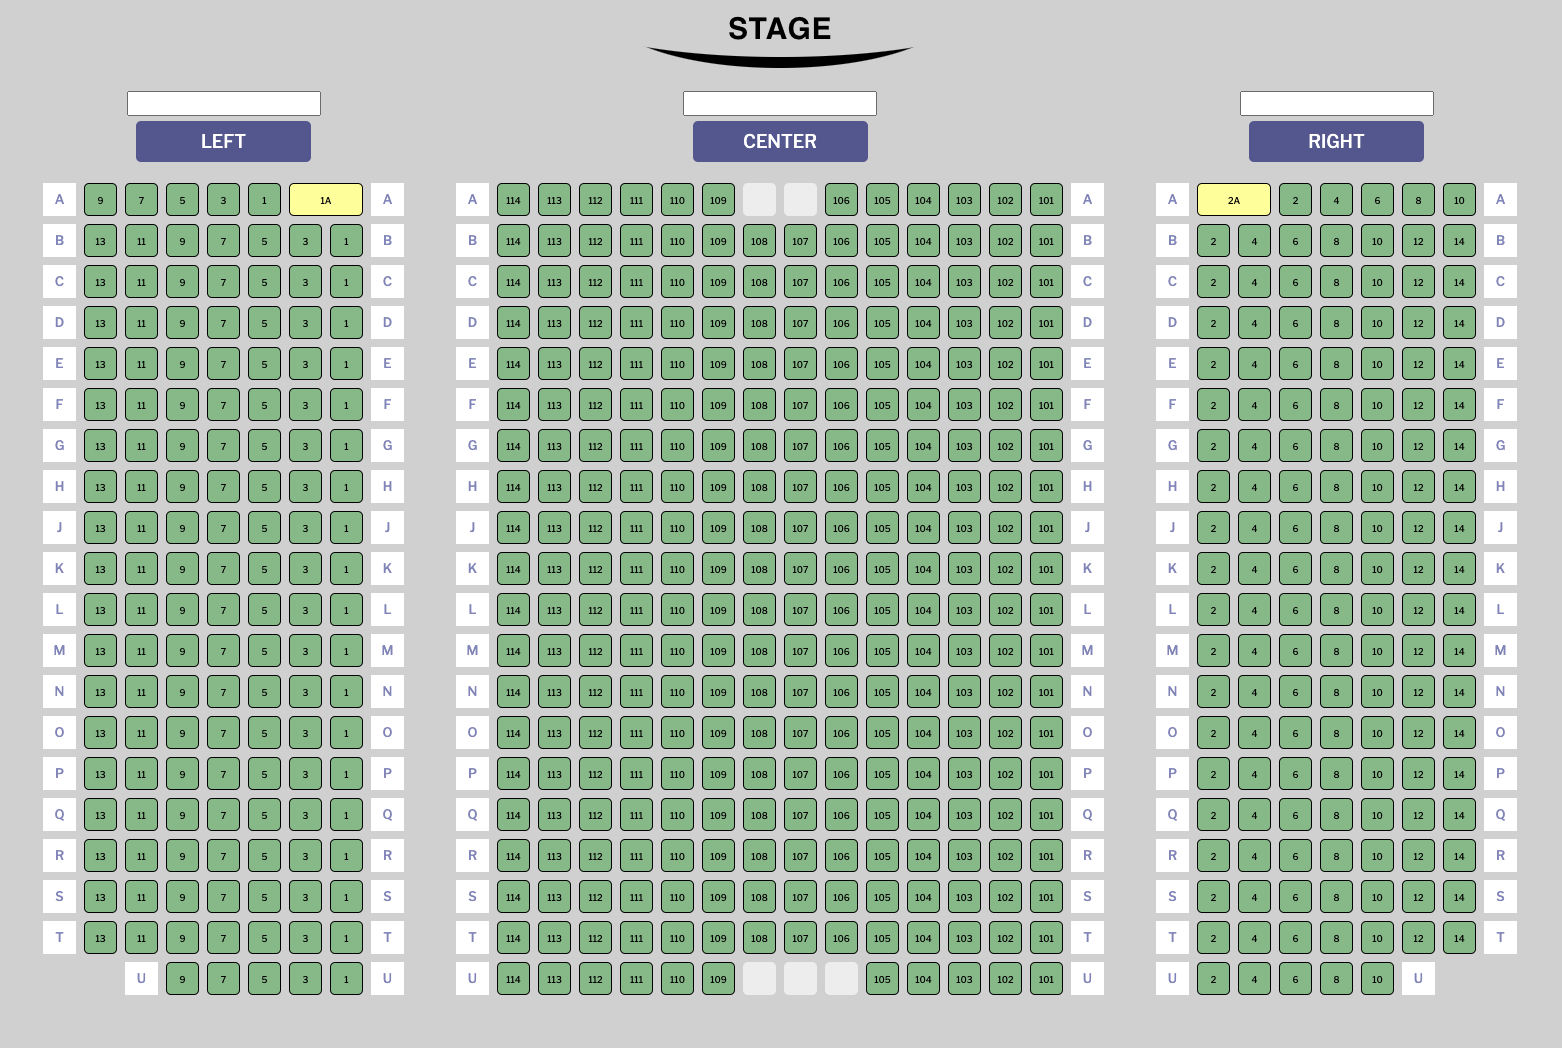 STAGE
LEFT CENTER RIGHT
A 9 7 5 3 1 1A A A 114 113 112 111 110 109 106 105 104 103 102 101 A A 2A 2 4 6 8 10 A
B 13 11 9 7 5 3 1 B B 114 113 112 111 110 109 108 107 106 105 104 103 102 101 B B 2 4 6 8 10 12 14 B
C 13 11 9 7 5 3 1 C C 114 113 112 111 110 109 108 107 106 105 104 103 102 101 C C 2 4 6 8 10 12 14 C
D 13 11 9 7 5 3 1 D D 114 113 112 111 110 109 108 107 106 105 104 103 102 101 D D 2 4 6 8 10 12 14 D
E 13 11 9 7 5 3 1 E E 114 113 112 111 110 109 108 107 106 105 104 103 102 101 E E 2 4 6 8 10 12 14 E
F 13 11 9 7 5 3 1 F F 114 113 112 111 110 109 108 107 106 105 104 103 102 101 F F 2 4 6 8 10 12 14 F
G 13 11 9 7 5 3 1 G G 114 113 112 111 110 109 108 107 106 105 104 103 102 101 G G 2 4 6 8 10 12 14 G
H 13 11 9 7 5 3 1 H H 114 113 112 111 110 109 108 107 106 105 104 103 102 101 H H 2 4 6 8 10 12 14 H
J 13 11 9 7 5 3 1 J J 114 113 112 111 110 109 108 107 106 105 104 103 102 101 J J 2 4 6 8 10 12 14 J
K 13 11 9 7 5 3 1 K K 114 113 112 111 110 109 108 107 106 105 104 103 102 101 K K 2 4 6 8 10 12 14 K
L 13 11 9 7 5 3 1 L L 114 113 112 111 110 109 108 107 106 105 104 103 102 101 L L 2 4 6 8 10 12 14 L
M 13 11 9 7 5 3 1 M M 114 113 112 111 110 109 108 107 106 105 104 103 102 101 M M 2 4 6 8 10 12 14 M
N 13 11 9 7 5 3 1 N N 114 113 112 111 110 109 108 107 106 105 104 103 102 101 N N 2 4 6 8 10 12 14 N
O 13 11 9 7 5 3 1 O O 114 113 112 111 110 109 108 107 106 105 104 103 102 101 O O 2 4 6 8 10 12 14 O
P 13 11 9 7 5 3 1 P P 114 113 112 111 110 109 108 107 106 105 104 103 102 101 P P 2 4 6 8 10 12 14 P
Q 13 11 9 7 5 3 1 Q Q 114 113 112 111 110 109 108 107 106 105 104 103 102 101 Q Q 2 4 6 8 10 12 14 Q
R 13 11 9 7 5 3 1 R R 114 113 112 111 110 109 108 107 106 105 104 103 102 101 R R 2 4 6 8 10 12 14 R
S 13 11 9 7 5 3 1 S S 114 113 112 111 110 109 108 107 106 105 104 103 102 101 S S 2 4 6 8 10 12 14 S
T 13 11 9 7 5 3 1 T T 114 113 112 111 110 109 108 107 106 105 104 103 102 101 T T 2 4 6 8 10 12 14 T
U 9 7 5 3 1 U U 114 113 112 111 110 109 105 104 103 102 101 U U 2 4 6 8 10 U